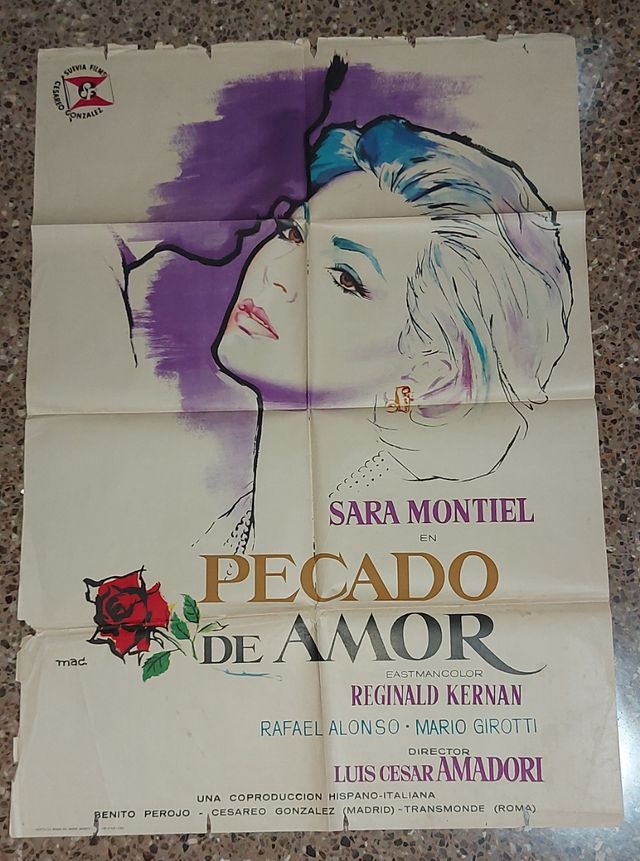 SUEVIA FILMS
CESAREO GONZALEZ
SF
SARA MONTIEL
EN
PECADO
DE AMOR
mac
EASTMANCOLOR
REGINALD KERNAN
RAFAEL ALONSO · MARIO GIROTTI
DIRECTOR
LUIS CESAR AMADORI
UNA COPRODUCCION HISPANO-ITALIANA
BENITO PEROJO - CESAREO GONZALEZ (MADRID) - TRANSMONDE (ROMA)